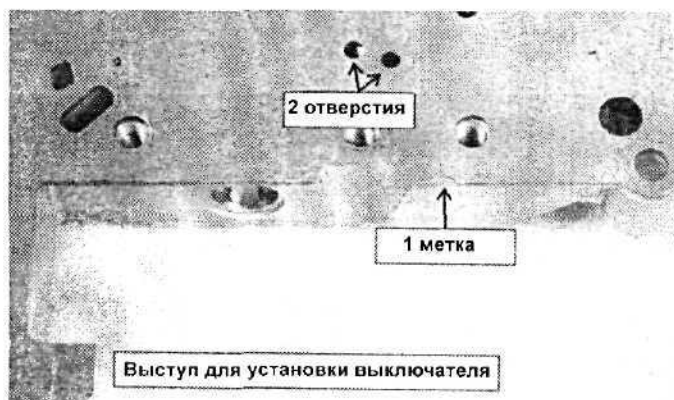 2 отверстия
1 метка
Выступ для установки выключателя